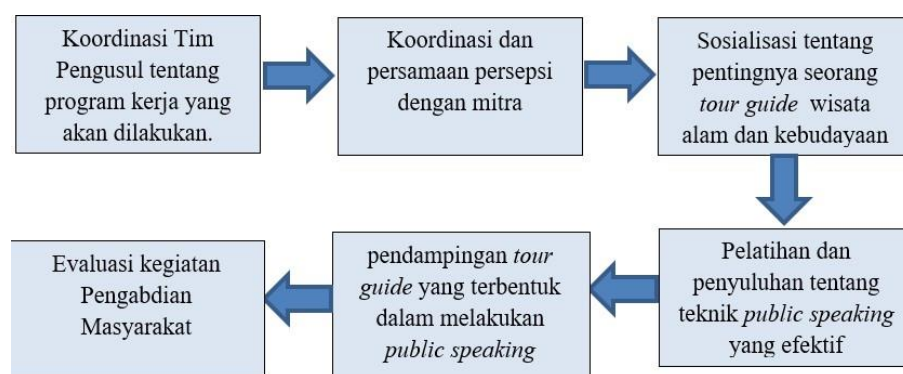 Koordinasi Tim
Pengusul tentang
program kerja yang
akan dilakukan.
Koordinasi dan
persamaan persepsi
dengan mitra
Sosialisasi tentang
pentingnya seorang
tour guide wisata
alam dan kebudayaan
Pelatihan dan
penyuluhan tentang
teknik public speaking
yang efektif
pendampingan tour
guide yang terbentuk
dalam melakukan
public speaking
Evaluasi kegiatan
Pengabdian
Masyarakat